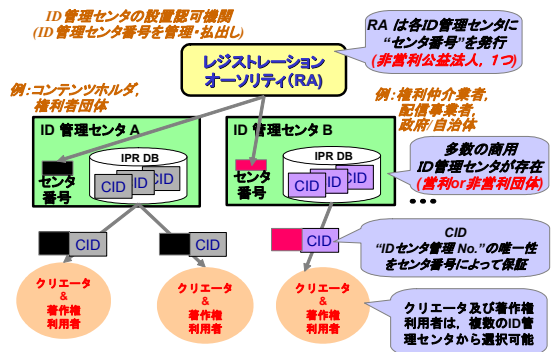 ID管理センタの設置認可機関
(ID管理センタ番号を管理・払出し)
RA は各ID管理センタに
“センタ番号”を発行
(非営利公益法人, 1つ)
レジストレーション
オーソリティ(RA)
例:コンテンツホルダ,
権利者団体
例:権利仲介業者,
配信事業者,
政府/自治体
ID 管理センタ A
IPR DB
CID
ID
CID
センタ
番号
ID 管理センタ B
IPR DB
CID
ID
CID
センタ
番号
多数の商用
ID管理センタが存在
(営利or非営利団体)
•••
CID
CID
CID
CID
“IDセンタ管理 No.”の唯一性
をセンタ番号によって保証
クリエータ
&
著作権
利用者
クリエータ
&
著作権
利用者
クリエータ
&
著作権
利用者
クリエータ及び著作権
利用者は, 複数のID管
理センタから選択可能